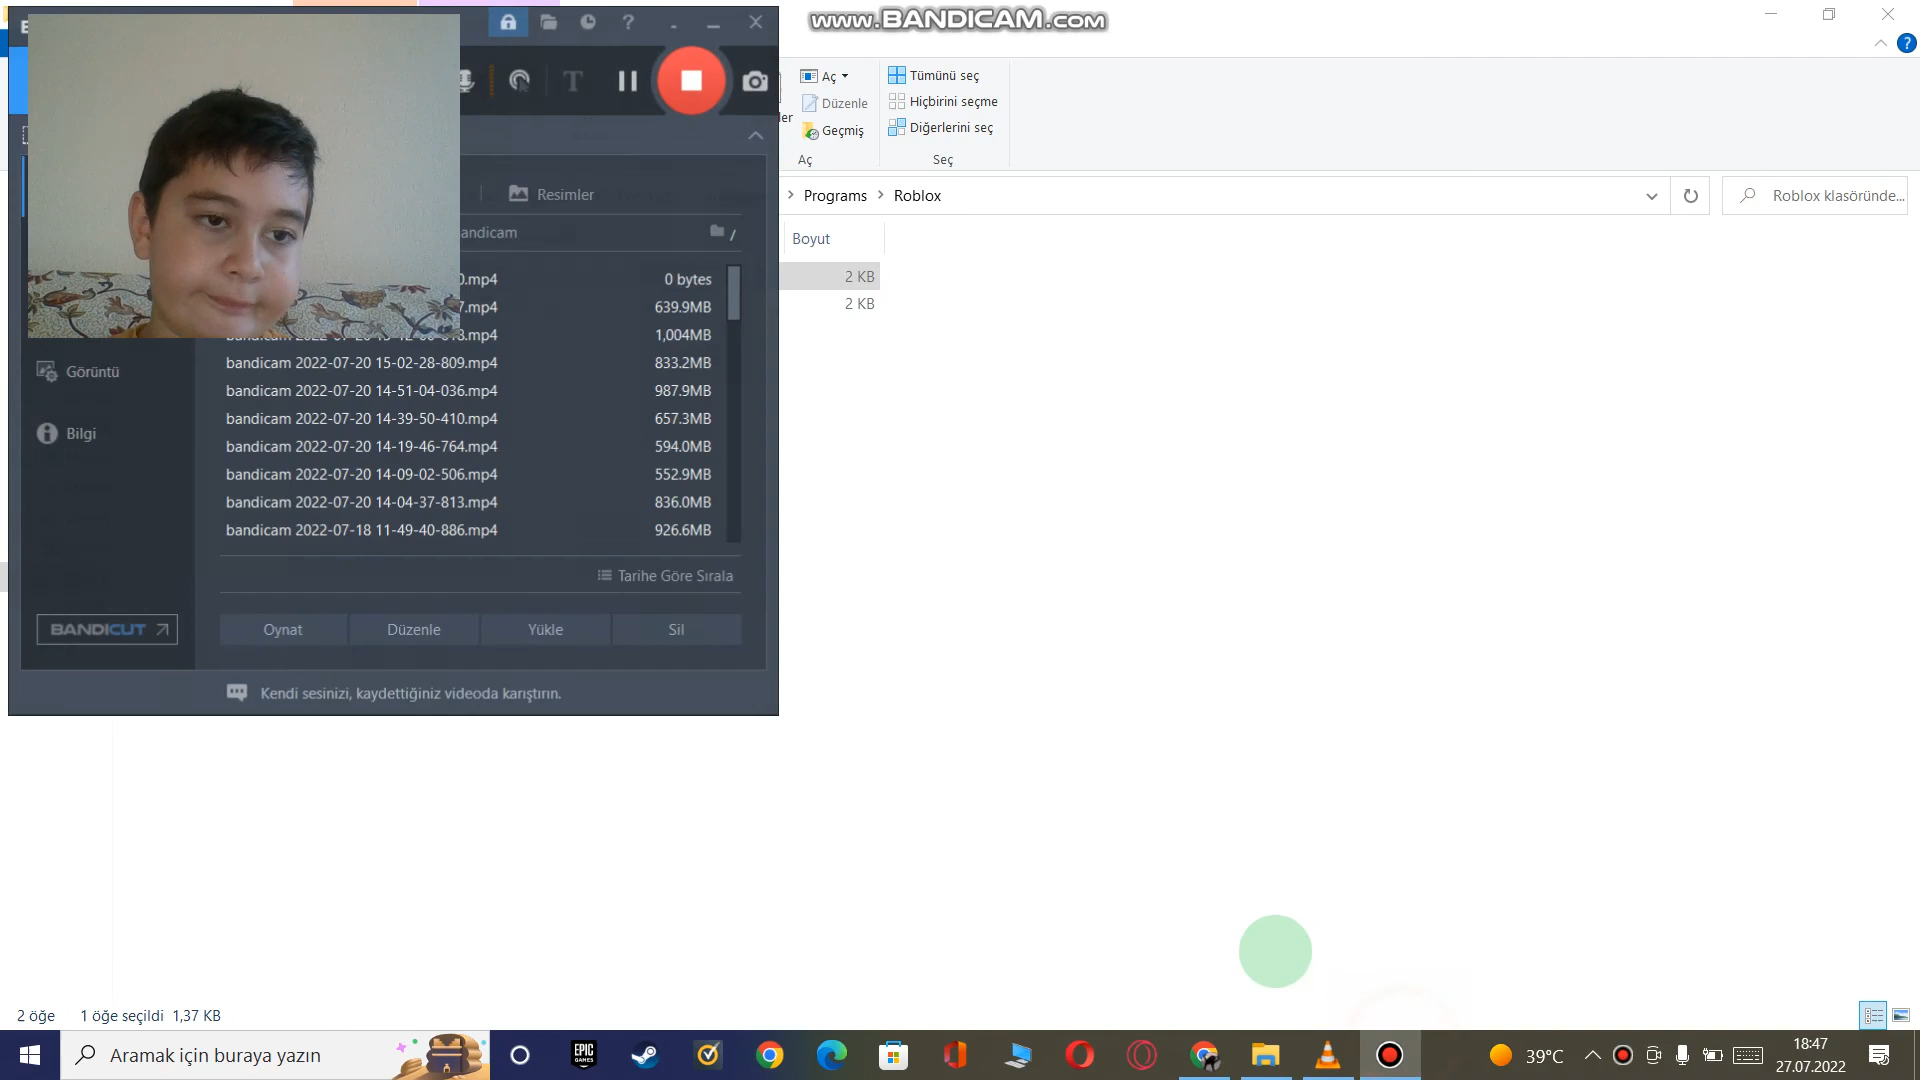 www.BANDICAM.com
Aç
Tümünü seç
Düzenle
Hiçbirini seçme
ler
Geçmiş
Diğerlerini seç
Aç
Seç
Programs
Roblox
Roblox klasöründe...
Boyut
2 KB
2 KB
Resimler
andicam
0.mp4 0 bytes
7.mp4 639.9MB
.mp4 1,004MB
bandicam 2022-07-20 15-02-28-809.mp4 833.2MB
bandicam 2022-07-20 14-51-04-036.mp4 987.9MB
bandicam 2022-07-20 14-39-50-410.mp4 657.3MB
bandicam 2022-07-20 14-19-46-764.mp4 594.0MB
bandicam 2022-07-20 14-09-02-506.mp4 552.9MB
bandicam 2022-07-20 14-04-37-813.mp4 836.0MB
bandicam 2022-07-18 11-49-40-886.mp4 926.6MB
Görüntü
Bilgi
Tarihe Göre Sırala
BANDICUT
Oynat
Düzenle
Yükle
Sil
Kendi sesinizi, kaydettiğiniz videoda karıştırın.
2 öğe 1 öğe seçildi 1,37 KB
Aramak için buraya yazın
EPIC GAMES
39°C
18:47
27.07.2022